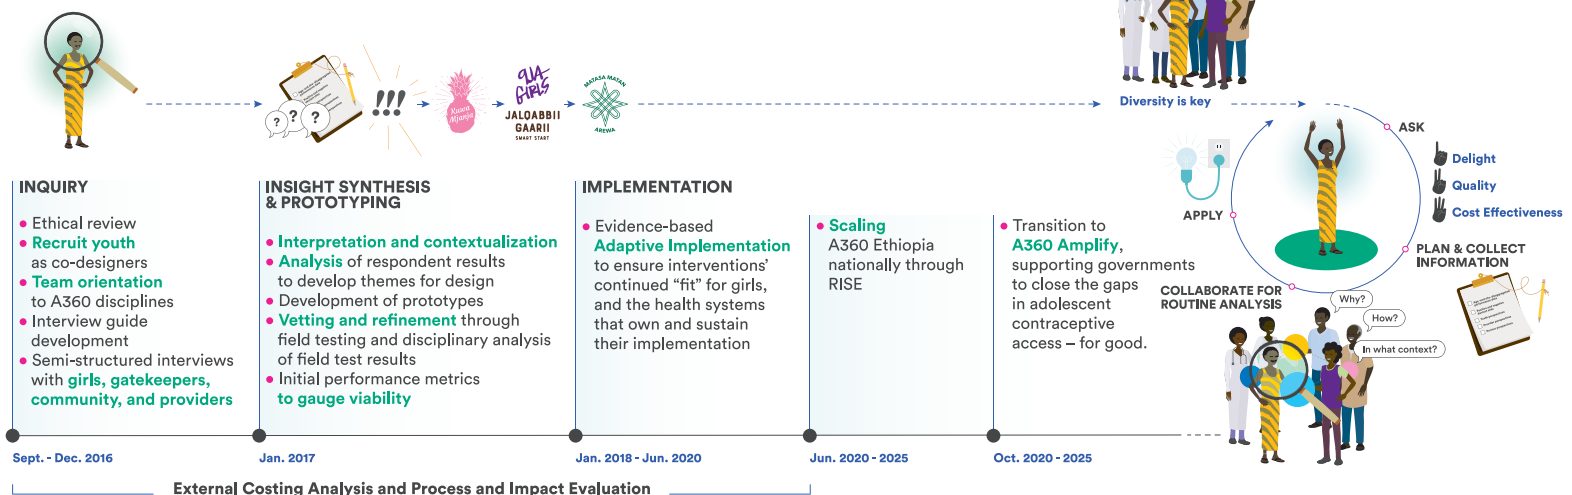 ?
?
?
!!!
Kuwa
Mjanja
9JA
GIRLS
JALQABBII
GAARII
SMART START
MATASA MATAN
AREWA
Diversity is key
ASK
Delight
Quality
Cost Effectiveness
APPLY
PLAN & COLLECT
INFORMATION
COLLABORATE FOR
ROUTINE ANALYSIS
Why?
How?
In what context?
INQUIRY
• Ethical review
• Recruit youth
as co-designers
• Team orientation
to A360 disciplines
• Interview guide
development
• Semi-structured interviews
with girls, gatekeepers,
community, and providers
INSIGHT SYNTHESIS
& PROTOTYPING
• Interpretation and contextualization
• Analysis of respondent results
to develop themes for design
• Development of prototypes
• Vetting and refinement through
field testing and disciplinary analysis
of field test results
• Initial performance metrics
to gauge viability
IMPLEMENTATION
• Evidence-based
Adaptive Implementation
to ensure interventions’
continued “fit” for girls,
and the health systems
that own and sustain
their implementation
• Scaling
A360 Ethiopia
nationally through
RISE
• Transition to
A360 Amplify,
supporting governments
to close the gaps
in adolescent
contraceptive
access – for good.
Sept. - Dec. 2016
Jan. 2017
Jan. 2018 - Jun. 2020
Jun. 2020 - 2025
Oct. 2020 - 2025
External Costing Analysis and Process and Impact Evaluation